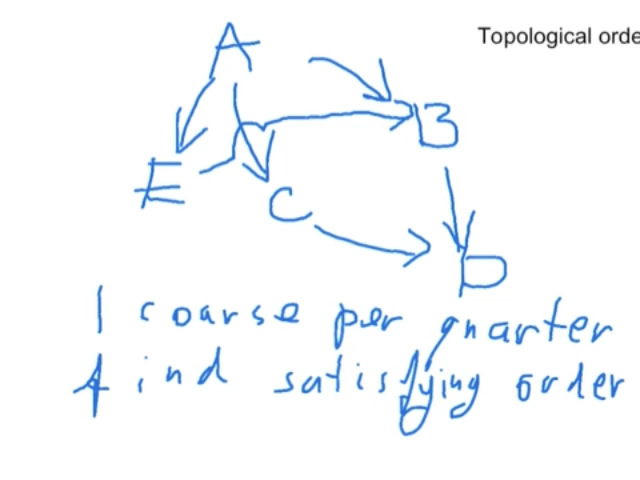 Topological orde
A
B
E
C
D
1 coarse per quarter
find satisfying order